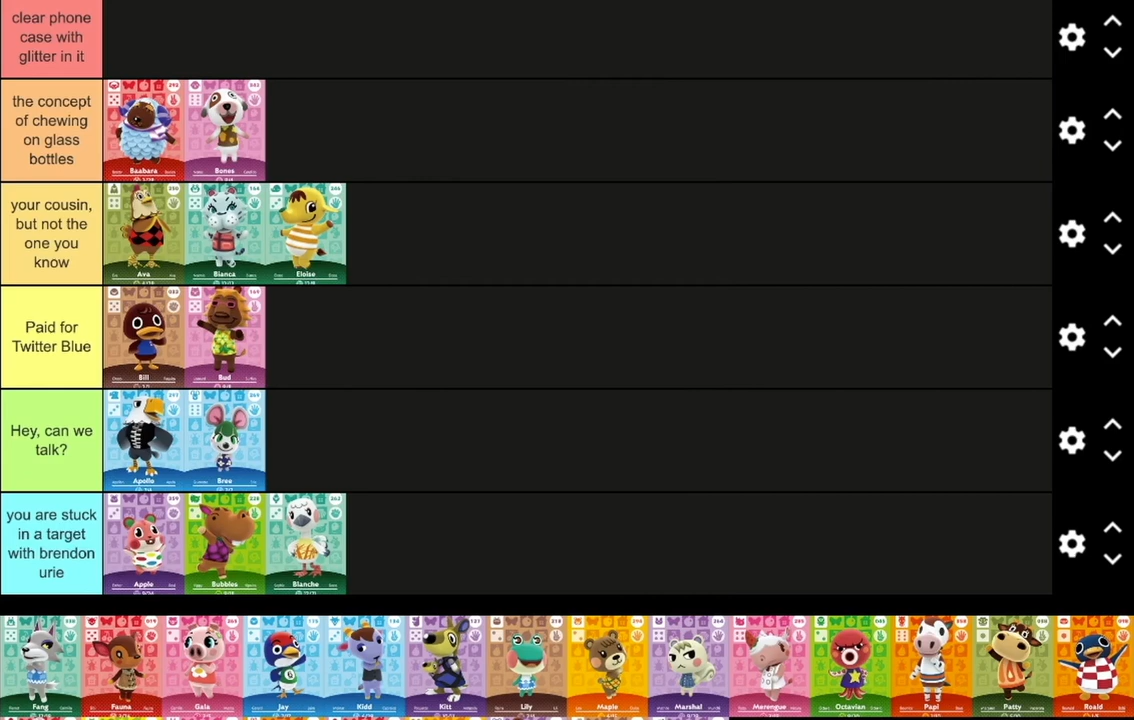 clear phone
case with
glitter in it
the concept
of chewing
on glass
bottles
Baabara
Bones
your cousin,
but not the
one you
know
Ava
Bianca
Eloise
Paid for
Twitter Blue
Bill
Bud
Hey, can we
talk?
Apollo
Bree
you are stuck
in a target
with brendon
urie
Apple
Bubbles
Blanche
Fang
Fauna
Gala
Jay
Kidd
Kitt
Lily
Maple
Marshal
Merengue
Octavian
Papi
Patty
Roald